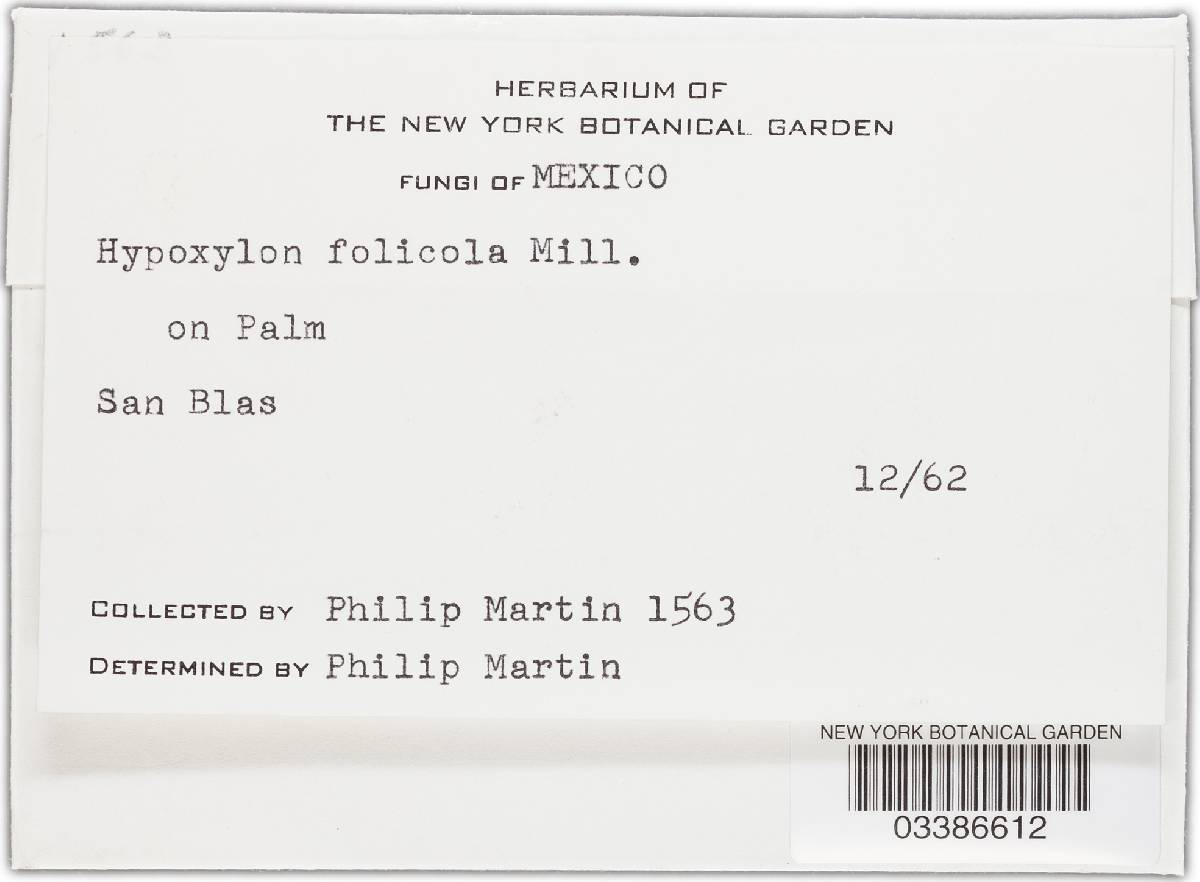 HERBARIUM OF
THE NEW YORK BOTANICAL GARDEN
FUNGI OF MEXICO
Hypoxylon folicola Mill.
on Palm
San Blas
12/62
COLLECTED BY Philip Martin 1563
DETERMINED BY Philip Martin
NEW YORK BOTANICAL GARDEN
03386612